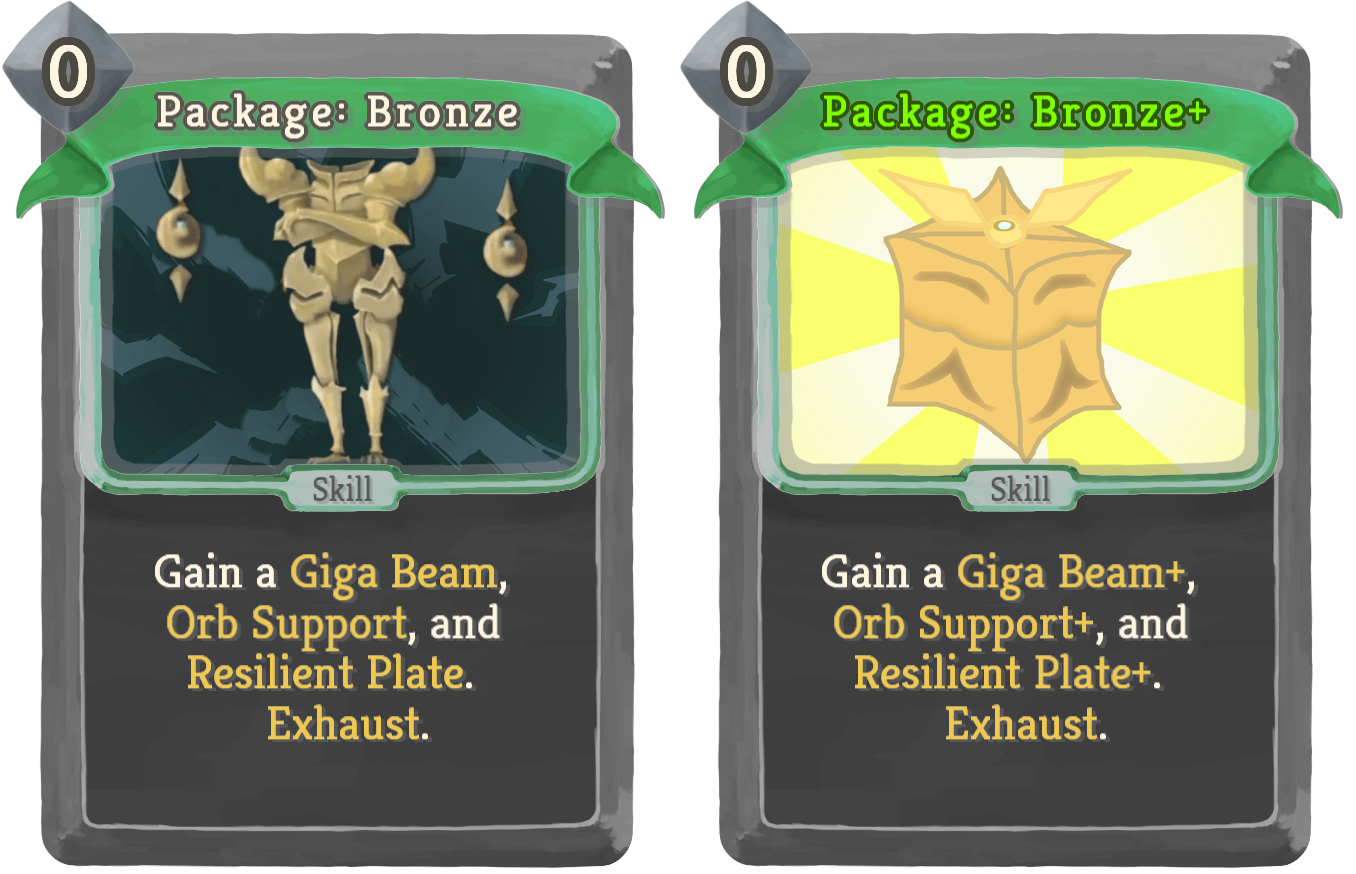 0
Package: Bronze
Skill
Gain a Giga Beam,
Orb Support, and
Resilient Plate.
Exhaust.
0
Package: Bronze+
Skill
Gain a Giga Beam+,
Orb Support+, and
Resilient Plate+.
Exhaust.